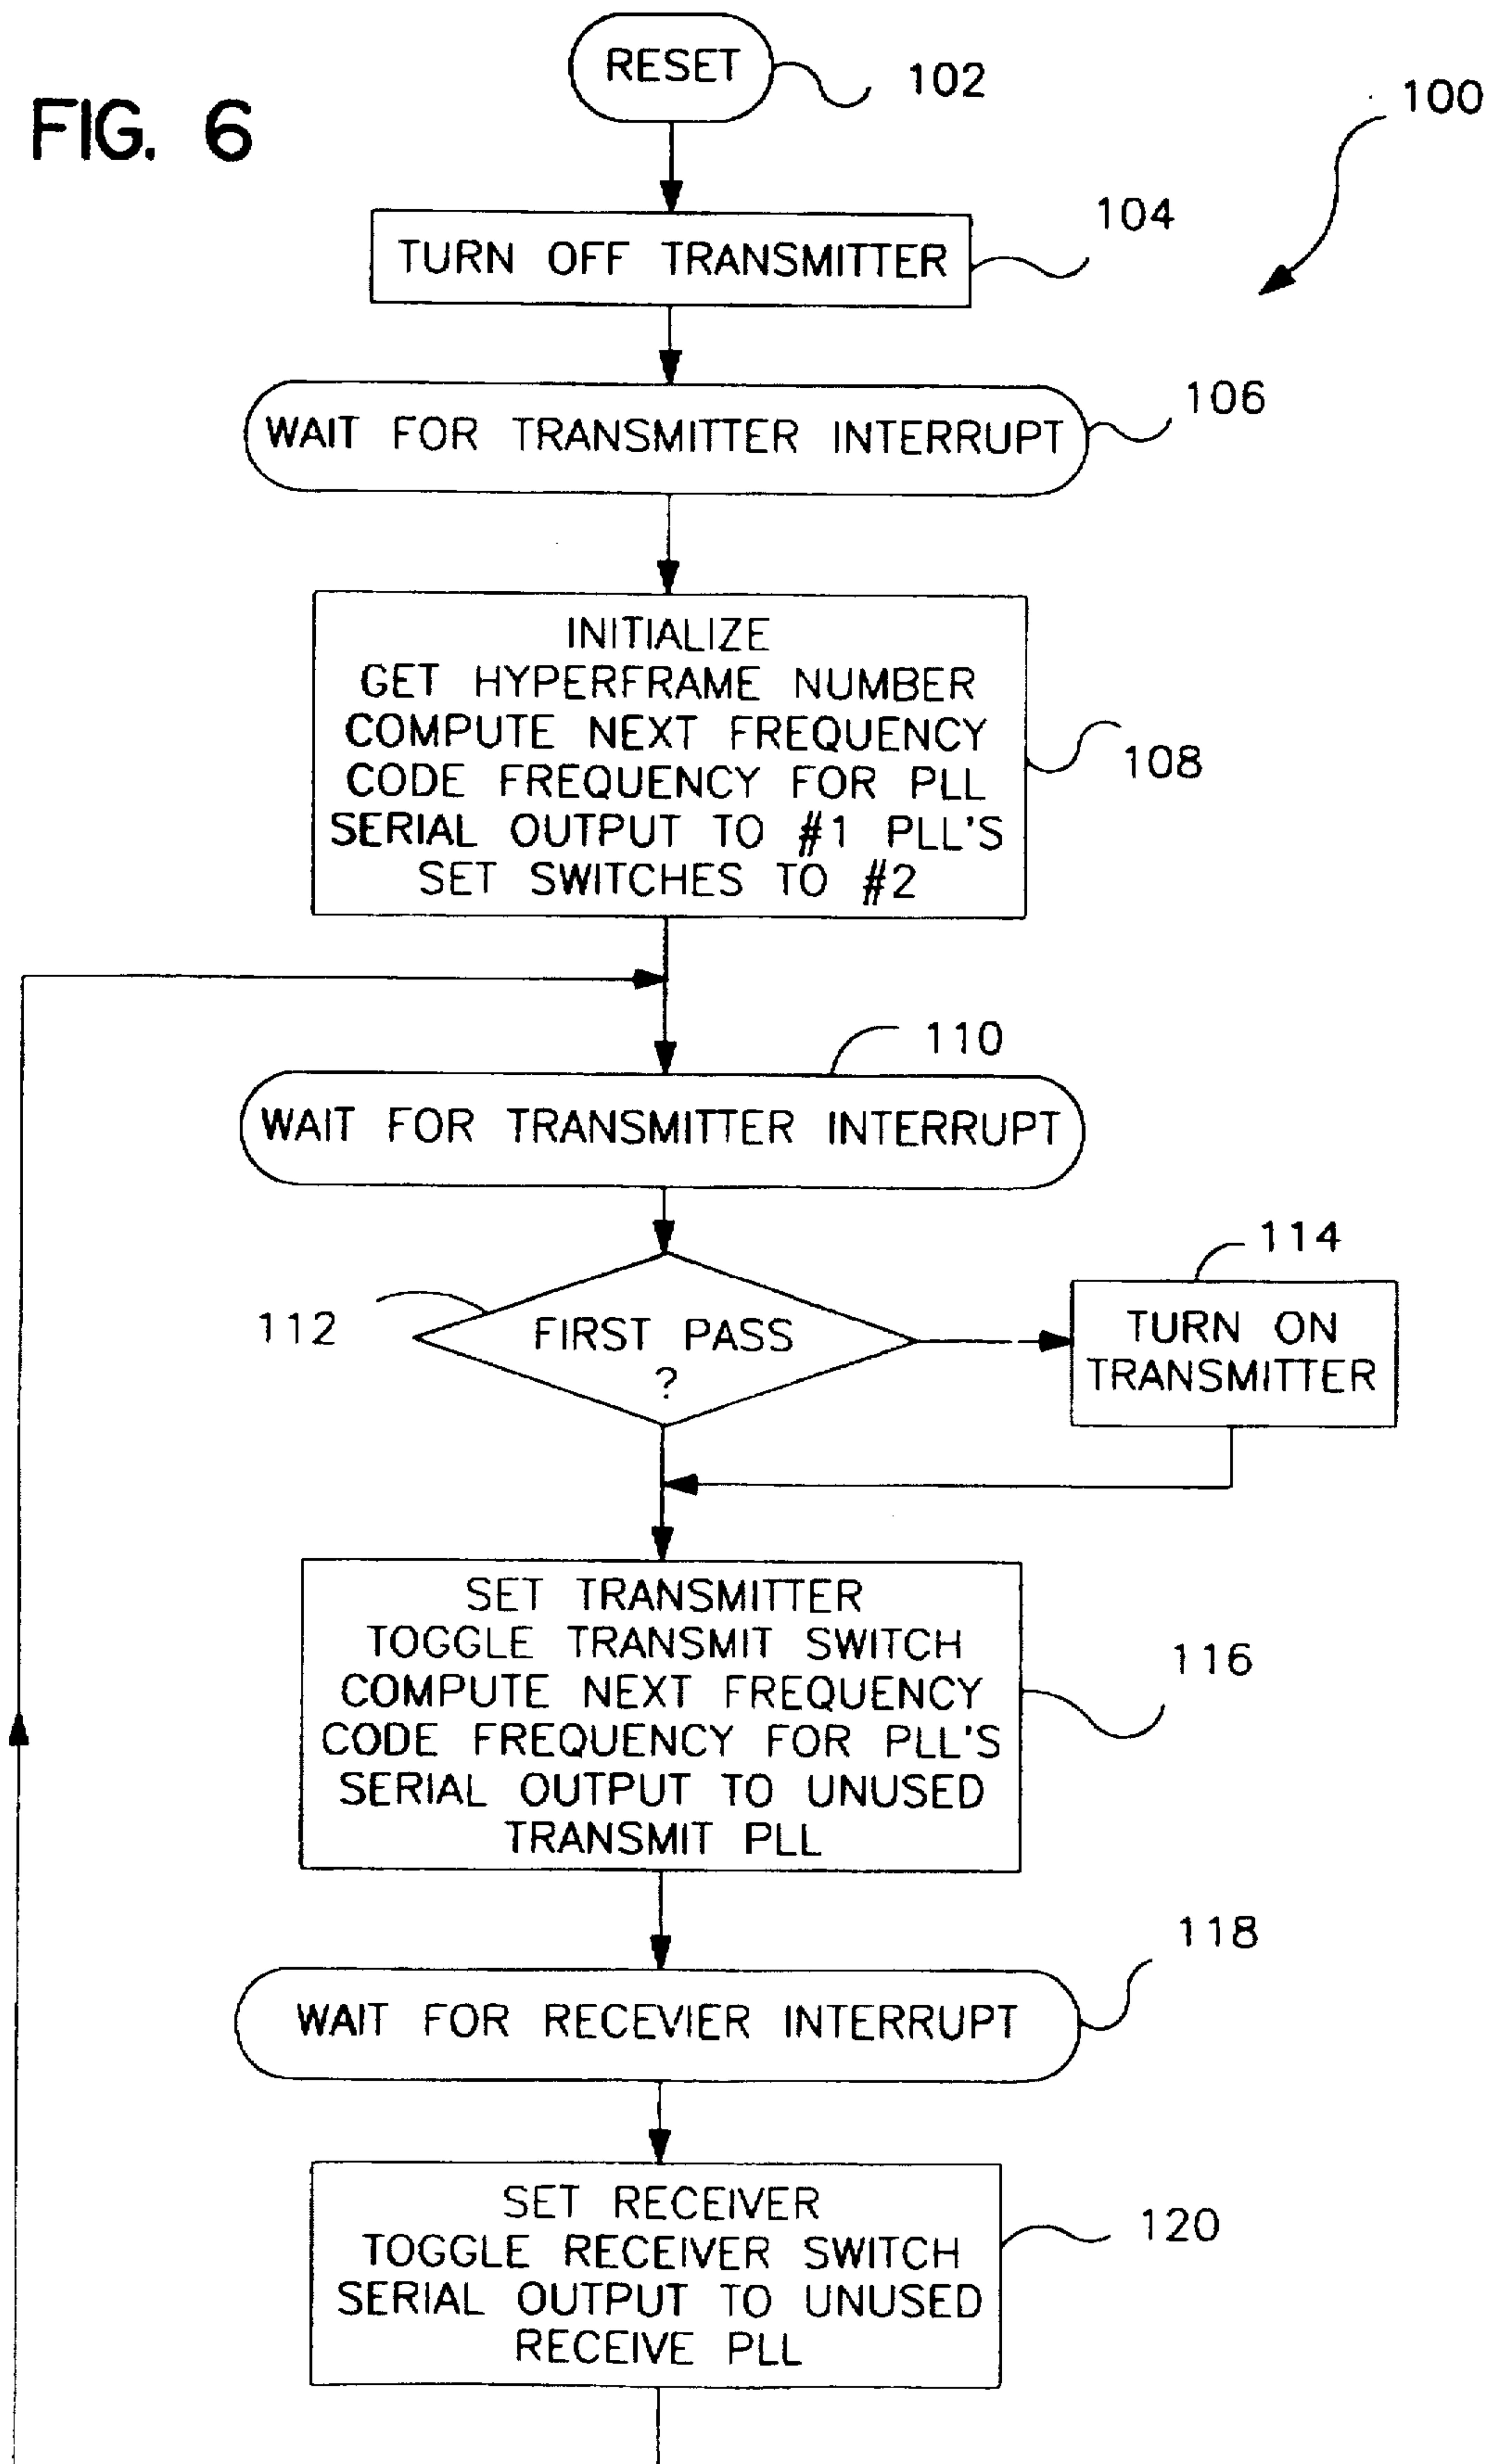 FIG. 6
RESET
102
100
TURN OFF TRANSMITTER
104
WAIT FOR TRANSMITTER INTERRUPT
106
INITIALIZE
GET HYPERFRAME NUMBER
COMPUTE NEXT FREQUENCY
CODE FREQUENCY FOR PLL
SERIAL OUTPUT TO #1 PLL'S
SET SWITCHES TO #2
108
110
WAIT FOR TRANSMITTER INTERRUPT
112
FIRST PASS
?
114
TURN ON
TRANSMITTER
SET TRANSMITTER
TOGGLE TRANSMIT SWITCH
COMPUTE NEXT FREQUENCY
CODE FREQUENCY FOR PLL'S
SERIAL OUTPUT TO UNUSED
TRANSMIT PLL
116
118
WAIT FOR RECEVIER INTERRUPT
SET RECEIVER
TOGGLE RECEIVER SWITCH
SERIAL OUTPUT TO UNUSED
RECEIVE PLL
120